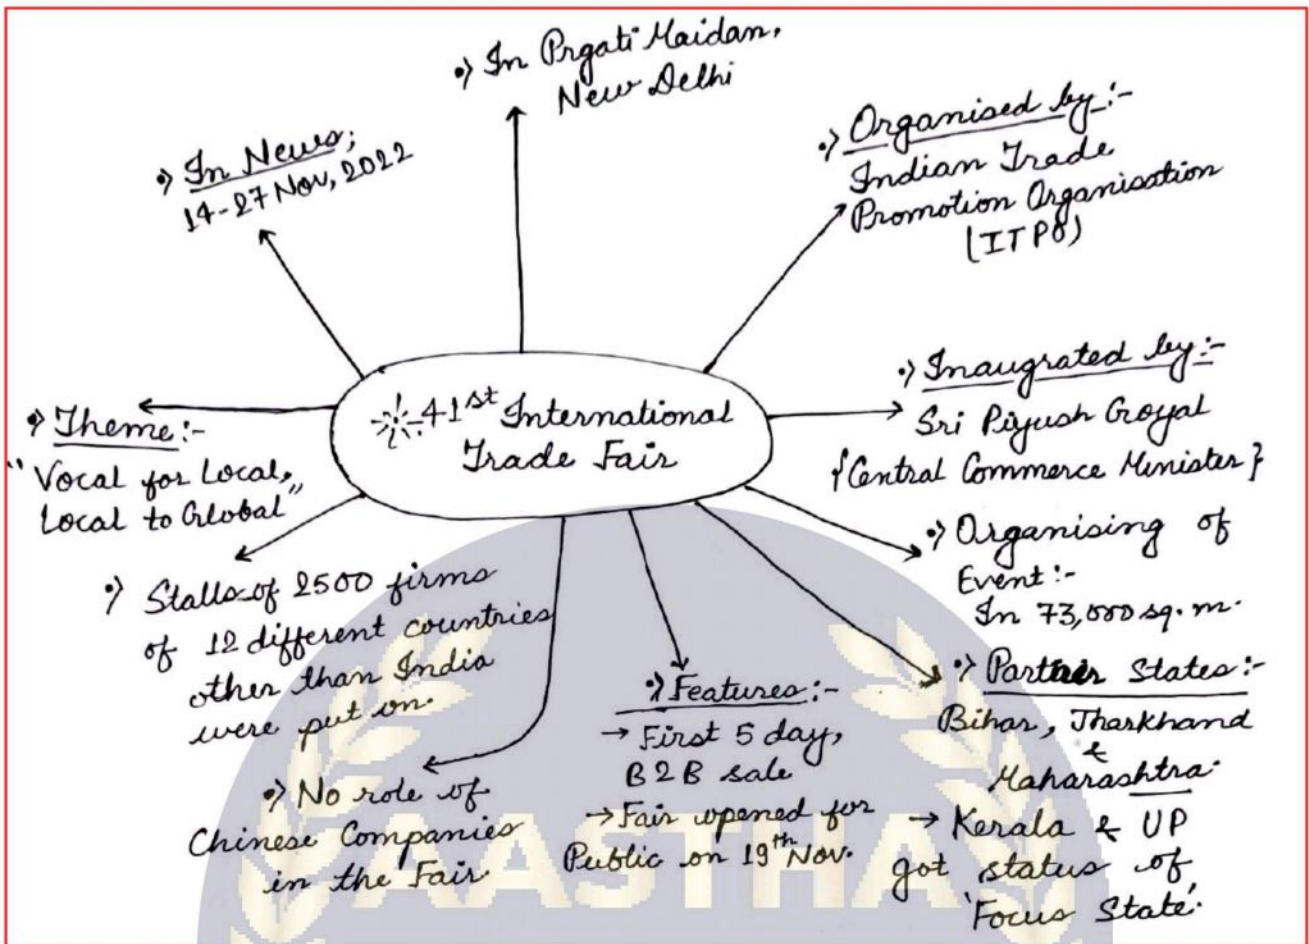 •) In Prgati Maidan,
New Delhi
•) In News;
14-27 Nov, 2022
•) Organised by:-
Indian Trade
Promotion Organisation
(ITPO)
41st International
Trade Fair
•) Inaugrated by:-
Sri Piyush Goyal
{Central Commerce Minister}
•) Theme:-
"Vocal for Local,
Local to Global"
•) Organising of
Event:-
In 73,000 sq. m.
•) Stalls of 2500 firms
of 12 different countries
other than India
were put on.
•) Partner States:-
Bihar, Jharkhand
&
Maharashtra.
→ Kerala & UP
got status of
'Focus State'.
•) Features:-
→ First 5 day,
B2B sale
→ Fair opened for
Public on 19th Nov.
•) No role of
Chinese Companies
in the Fair.
AASTHA